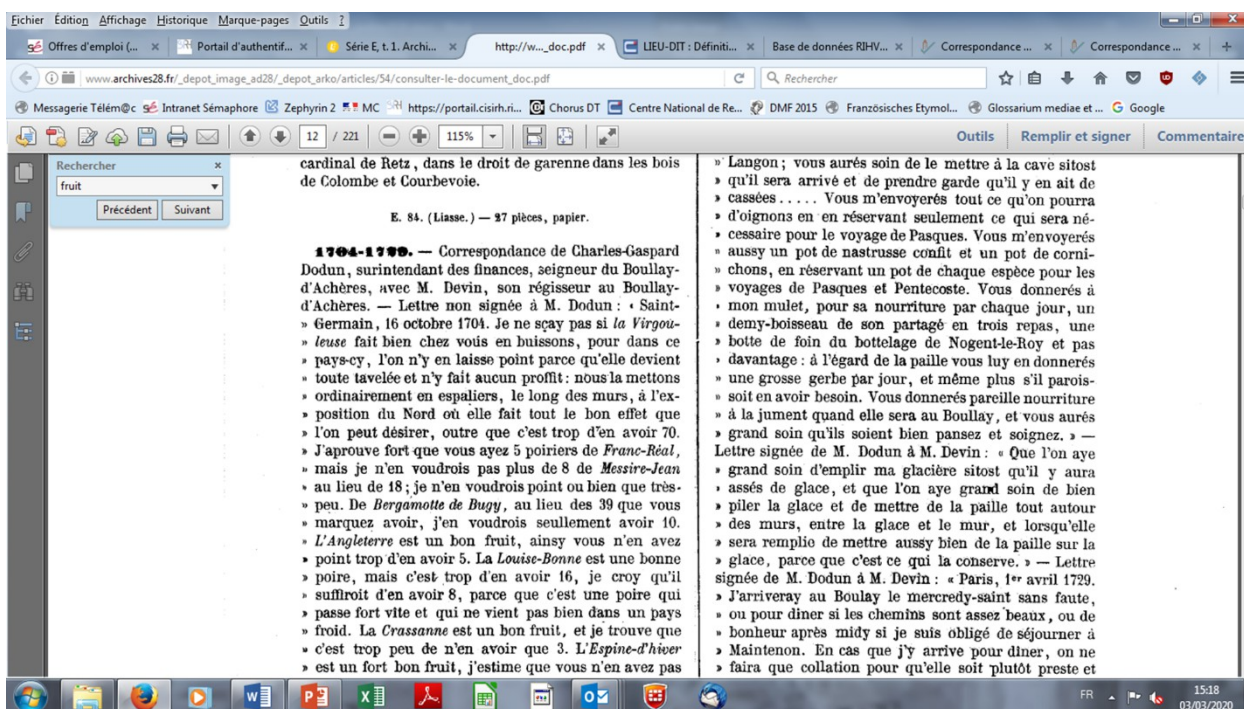 Fichier Édition Affichage Historique Marque-pages Outils ?
Offres d'emploi (... × Portail d'authentif... × Série E, t. 1. Archi... × http://w..._doc.pdf × LIEU-DIT : Définiti... × Base de données RIHV... × Correspondance ... × Correspondance ... × +
www.archives28.fr/_depot_image_ad28/_depot_arko/articles/54/consulter-le-document_doc.pdf Rechercher
Messagerie Télém@c Intranet Sémaphore Zephyrin 2 MC https://portail.cisirh.ri... Chorus DT Centre National de Re... DMF 2015 Französisches Etymol... Glossarium mediae et ... Google
12 / 221 115% Outils Remplir et signer Commentaire
Rechercher ×
fruit
Précédent Suivant
cardinal de Retz, dans le droit de garenne dans les bois
de Colombe et Courbevoie.
E. 84. (Liasse.) — 27 pièces, papier.
1704-1799. — Correspondance de Charles-Gaspard
Dodun, surintendant des finances, seigneur du Boullay-
d'Achères, avec M. Devin, son régisseur au Boullay-
d'Achères. — Lettre non signée à M. Dodun : « Saint-
» Germain, 16 octobre 1704. Je ne sçay pas si la Virgou-
» leuse fait bien chez vous en buissons, pour dans ce
» pays-cy, l'on n'y en laisse point parce qu'elle devient
» toute tavelée et n'y fait aucun proffit : nous la mettons
» ordinairement en espaliers, le long des murs, à l'ex-
» position du Nord où elle fait tout le bon effet que
» l'on peut désirer, outre que c'est trop d'en avoir 70.
» J'aprouve fort que vous ayez 5 poiriers de Franc-Réal,
» mais je n'en voudrois pas plus de 8 de Messire-Jean
» au lieu de 18 ; je n'en voudrois point ou bien que très-
» peu. De Bergamotte de Bugy, au lieu des 39 que vous
» marquez avoir, j'en voudrois seullement avoir 10.
» L'Angleterre est un bon fruit, ainsy vous n'en avez
» point trop d'en avoir 5. La Louise-Bonne est une bonne
» poire, mais c'est trop d'en avoir 16, je croy qu'il
» suffiroit d'en avoir 8, parce que c'est une poire qui
» passe fort vite et qui ne vient pas bien dans un pays
» froid. La Crassanne est un bon fruit, et je trouve que
» c'est trop peu de n'en avoir que 3. L'Espine-d'hiver
» est un fort bon fruit, j'estime que vous n'en avez pas
» Langon ; vous aurés soin de le mettre à la cave sitost
» qu'il sera arrivé et de prendre garde qu'il y en ait de
» cassées ..... Vous m'envoyerés tout ce qu'on pourra
» d'oignons en en réservant seulement ce qui sera né-
» cessaire pour le voyage de Pasques. Vous m'envoyerés
» aussy un pot de nastrusse confit et un pot de corni-
» chons, en réservant un pot de chaque espèce pour les
» voyages de Pasques et Pentecoste. Vous donnerés à
» mon mulet, pour sa nourriture par chaque jour, un
» demy-boisseau de son partagé en trois repas, une
» botte de foin du bottelage de Nogent-le-Roy et pas
» davantage : à l'égard de la paille vous luy en donnerés
» une grosse gerbe par jour, et même plus s'il parois-
» soit en avoir besoin. Vous donnerés pareille nourriture
» à la jument quand elle sera au Boullay, et vous aurés
» grand soin qu'ils soient bien pansez et soignez. » —
Lettre signée de M. Dodun à M. Devin : « Que l'on aye
» grand soin d'emplir ma glacière sitost qu'il y aura
» assés de glace, et que l'on aye grand soin de bien
» piler la glace et de mettre de la paille tout autour
» des murs, entre la glace et le mur, et lorsqu'elle
» sera remplie de mettre aussy bien de la paille sur la
» glace, parce que c'est ce qui la conserve. » — Lettre
signée de M. Dodun à M. Devin : « Paris, 1er avril 1729.
» J'arriveray au Boulay le mercredy-saint sans faute,
» ou pour diner si les chemins sont assez beaux, ou de
» bonheur après midy si je suis obligé de séjourner à
» Maintenon. En cas que j'y arrive pour diner, on ne
» faira que collation pour qu'elle soit plutôt preste et
FR 15:18
03/03/2020